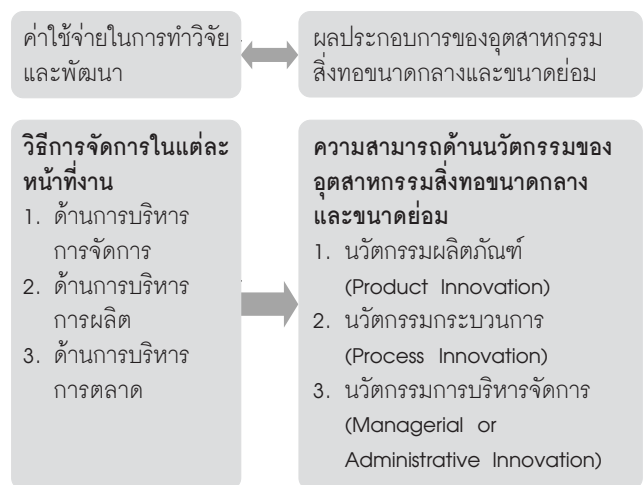 ค่าใช้จ่ายในการทำวิจัย
และพัฒนา
ผลประกอบการของอุตสาหกรรม
สิ่งทอขนาดกลางและขนาดย่อม
วิธีการจัดการในแต่ละ
หน้าที่งาน
1. ด้านการบริหาร
การจัดการ
2. ด้านการบริหาร
การผลิต
3. ด้านการบริหาร
การตลาด
ความสามารถด้านนวัตกรรมของ
อุตสาหกรรมสิ่งทอขนาดกลาง
และขนาดย่อม
1. นวัตกรรมผลิตภัณฑ์
(Product Innovation)
2. นวัตกรรมกระบวนการ
(Process Innovation)
3. นวัตกรรมการบริหารจัดการ
(Managerial or
Administrative Innovation)